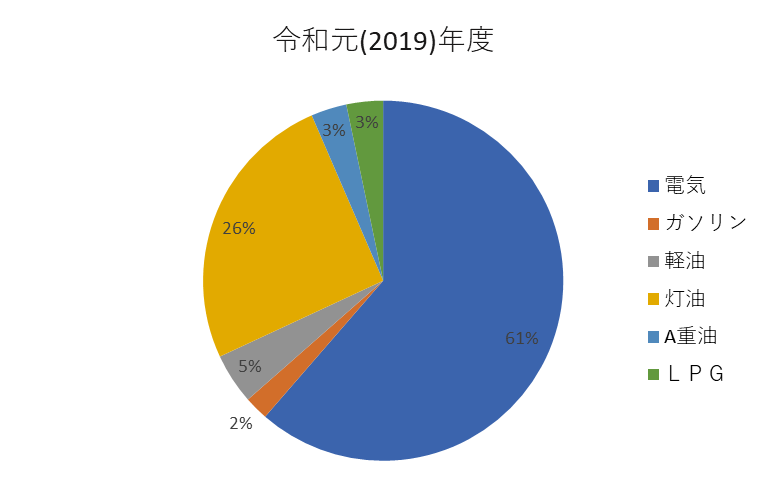 令和元(2019)年度
3%
3%
26%
61%
5%
2%
電気
ガソリン
軽油
灯油
A重油
ＬＰＧ